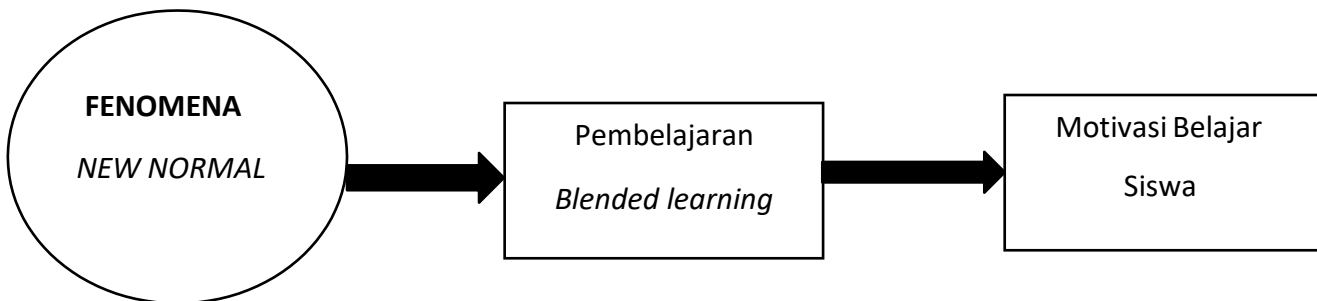 FENOMENA
NEW NORMAL
Pembelajaran
Blended learning
Motivasi Belajar
Siswa